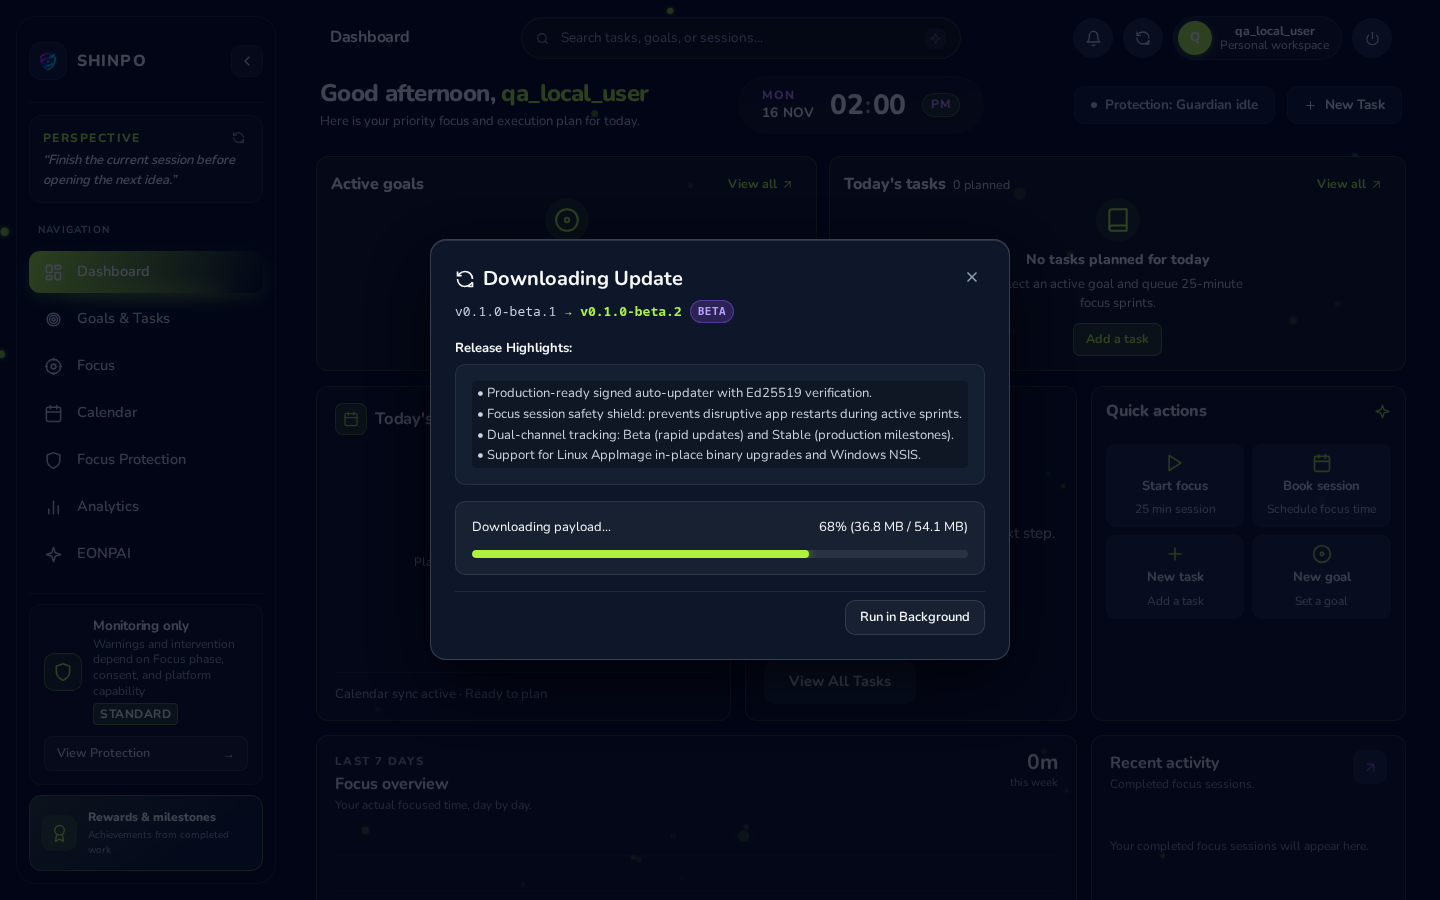 SHINPO
Dashboard
Search tasks, goals, or sessions...
Q
qa_local_user
Personal workspace
Good afternoon, qa_local_user
Here is your priority focus and execution plan for today.
MON
16 NOV
02:00
PM
Protection: Guardian idle
+ New Task
PERSPECTIVE
“Finish the current session before
opening the next idea.”
NAVIGATION
Dashboard
Goals & Tasks
Focus
Calendar
Focus Protection
Analytics
EONPAI
Monitoring only
Warnings and intervention
depend on Focus phase,
consent, and platform
capability
STANDARD
View Protection →
Rewards & milestones
Achievements from completed
work
Active goals
View all
Today's tasks 0 planned
View all
No tasks planned for today
an active goal and queue 25-minute
focus sprints.
Add a task
Downloading Update
v0.1.0-beta.1 → v0.1.0-beta.2 BETA
Release Highlights:
• Production-ready signed auto-updater with Ed25519 verification.
• Focus session safety shield: prevents disruptive app restarts during active sprints.
• Dual-channel tracking: Beta (rapid updates) and Stable (production milestones).
• Support for Linux AppImage in-place binary upgrades and Windows NSIS.
Downloading payload...
68% (36.8 MB / 54.1 MB)
Run in Background
Today's
step.
Calendar sync active · Ready to plan
View All Tasks
Quick actions
Start focus
25 min session
Book session
Schedule focus time
New task
Add a task
New goal
Set a goal
LAST 7 DAYS
Focus overview
Your actual focused time, day by day.
0m
this week
Recent activity
Completed focus sessions.
Your completed focus sessions will appear here.